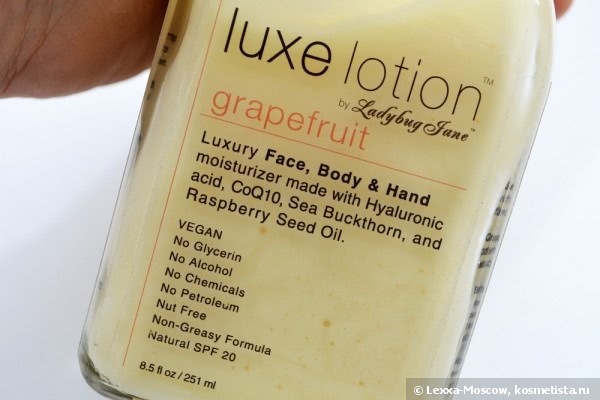 luxe lotion™
by Ladybug Jane™
grapefruit
Luxury Face, Body & Hand
moisturizer made with Hyaluronic
acid, CoQ10, Sea Buckthorn, and
Raspberry Seed Oil.
VEGAN
No Glycerin
No Alcohol
No Chemicals
No Petroleum
Nut Free
Non-Greasy Formula
Natural SPF 20
8.5 fl oz / 251 ml
© Lexxa-Moscow, kosmetista.ru